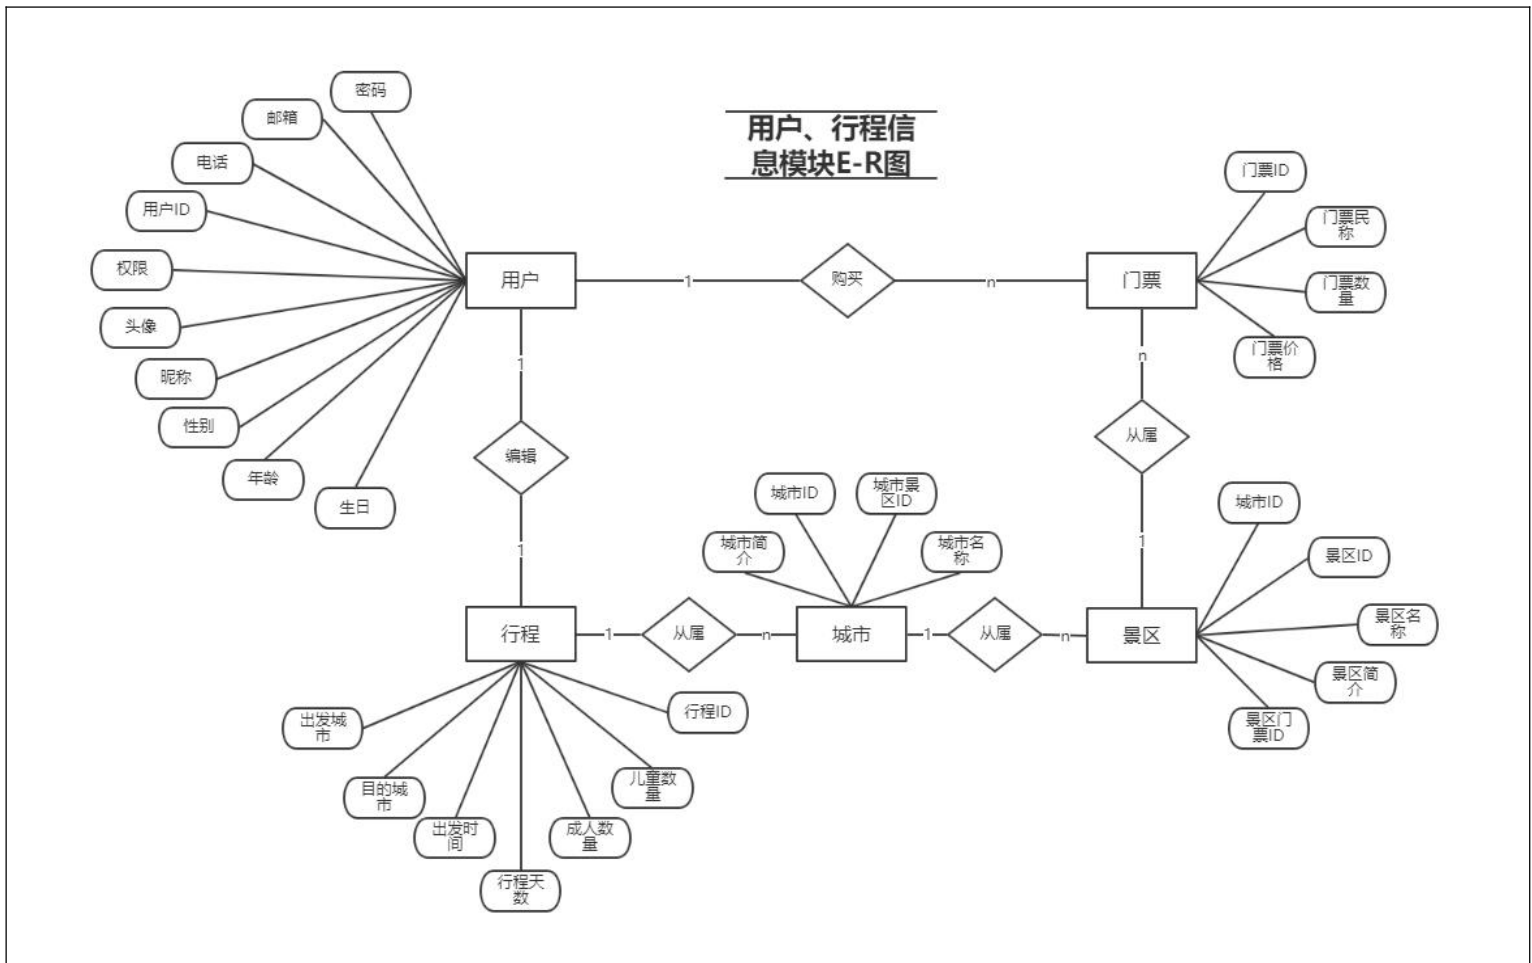 用户、行程信
息模块E-R图
密码
邮箱
电话
用户ID
权限
头像
昵称
性别
年龄
生日
用户
1
购买
n
门票
门票ID
门票民
称
门票数
量
门票价
格
1
编辑
1
n
从属
1
城市ID
城市景
区ID
城市简
介
城市名
称
城市ID
景区ID
景区名
称
景区简
介
景区门
票ID
行程
1
从属
n
城市
1
从属
n
景区
出发城
市
目的城
市
出发时
间
行程天
数
成人数
量
儿童数
量
行程ID